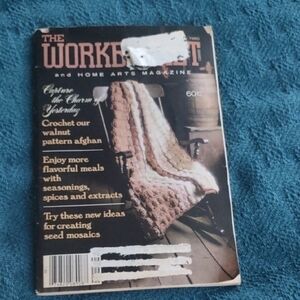 THE
WORKB
and HOME ARTS MAGAZINE
60¢
Capture
the Charm of
Yesterday
Crochet our
walnut
pattern afghan
Enjoy more
flavorful meals
with
seasonings,
spices and extracts
Try these new ideas
for creating
seed mosaics